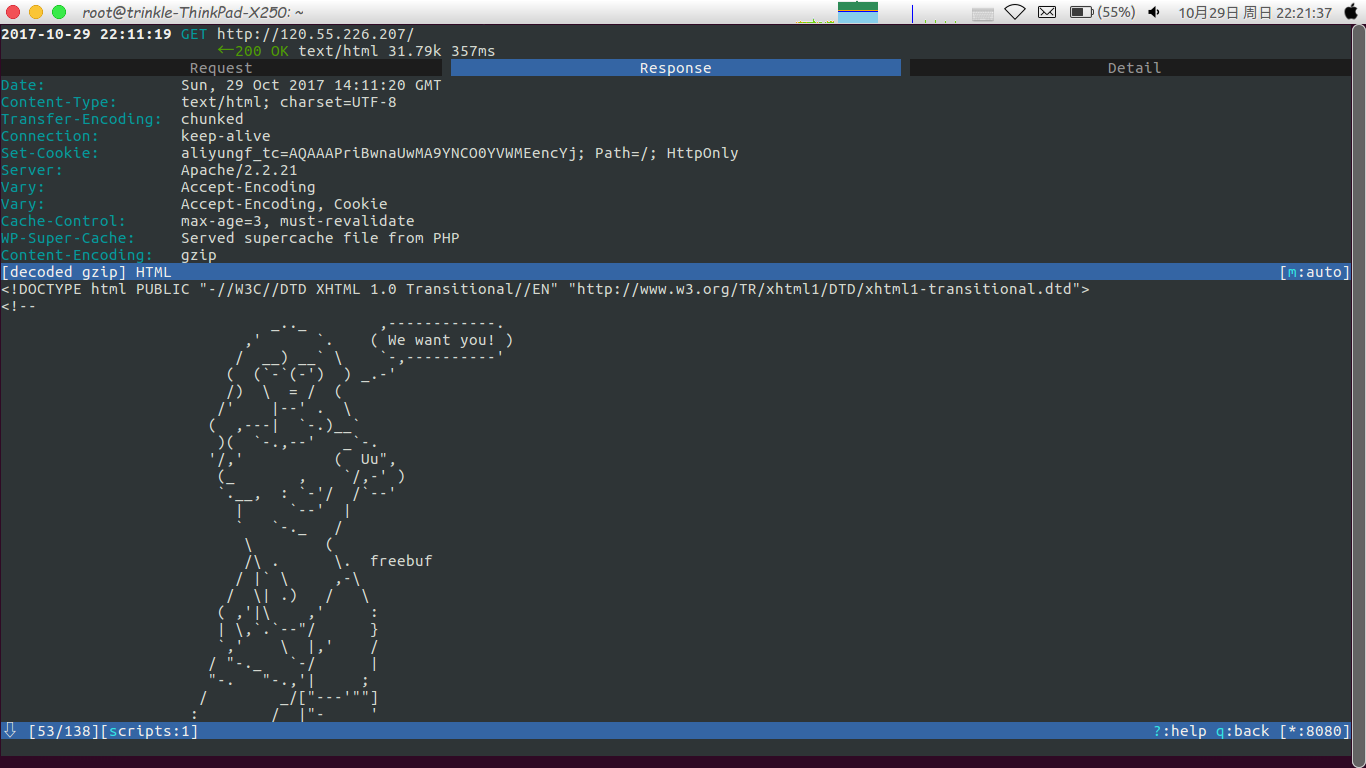 root@trinkle-ThinkPad-X250: ~
(55%) 10月29日 周日 22:21:37
2017-10-29 22:11:19 GET http://120.55.226.207/
←200 OK text/html 31.79k 357ms
Request Response Detail
Date: Sun, 29 Oct 2017 14:11:20 GMT
Content-Type: text/html; charset=UTF-8
Transfer-Encoding: chunked
Connection: keep-alive
Set-Cookie: aliyungf_tc=AQAAAPriBwnaUwMA9YNCO0YVWMEencYj; Path=/; HttpOnly
Server: Apache/2.2.21
Vary: Accept-Encoding
Vary: Accept-Encoding, Cookie
Cache-Control: max-age=3, must-revalidate
WP-Super-Cache: Served supercache file from PHP
Content-Encoding: gzip
[decoded gzip] HTML [m:auto]
<!DOCTYPE html PUBLIC "-//W3C//DTD XHTML 1.0 Transitional//EN" "http://www.w3.org/TR/xhtml1/DTD/xhtml1-transitional.dtd">
<!--
( We want you! )
Uu",
freebuf
⇩ [53/138][scripts:1] ?:help q:back [*:8080]